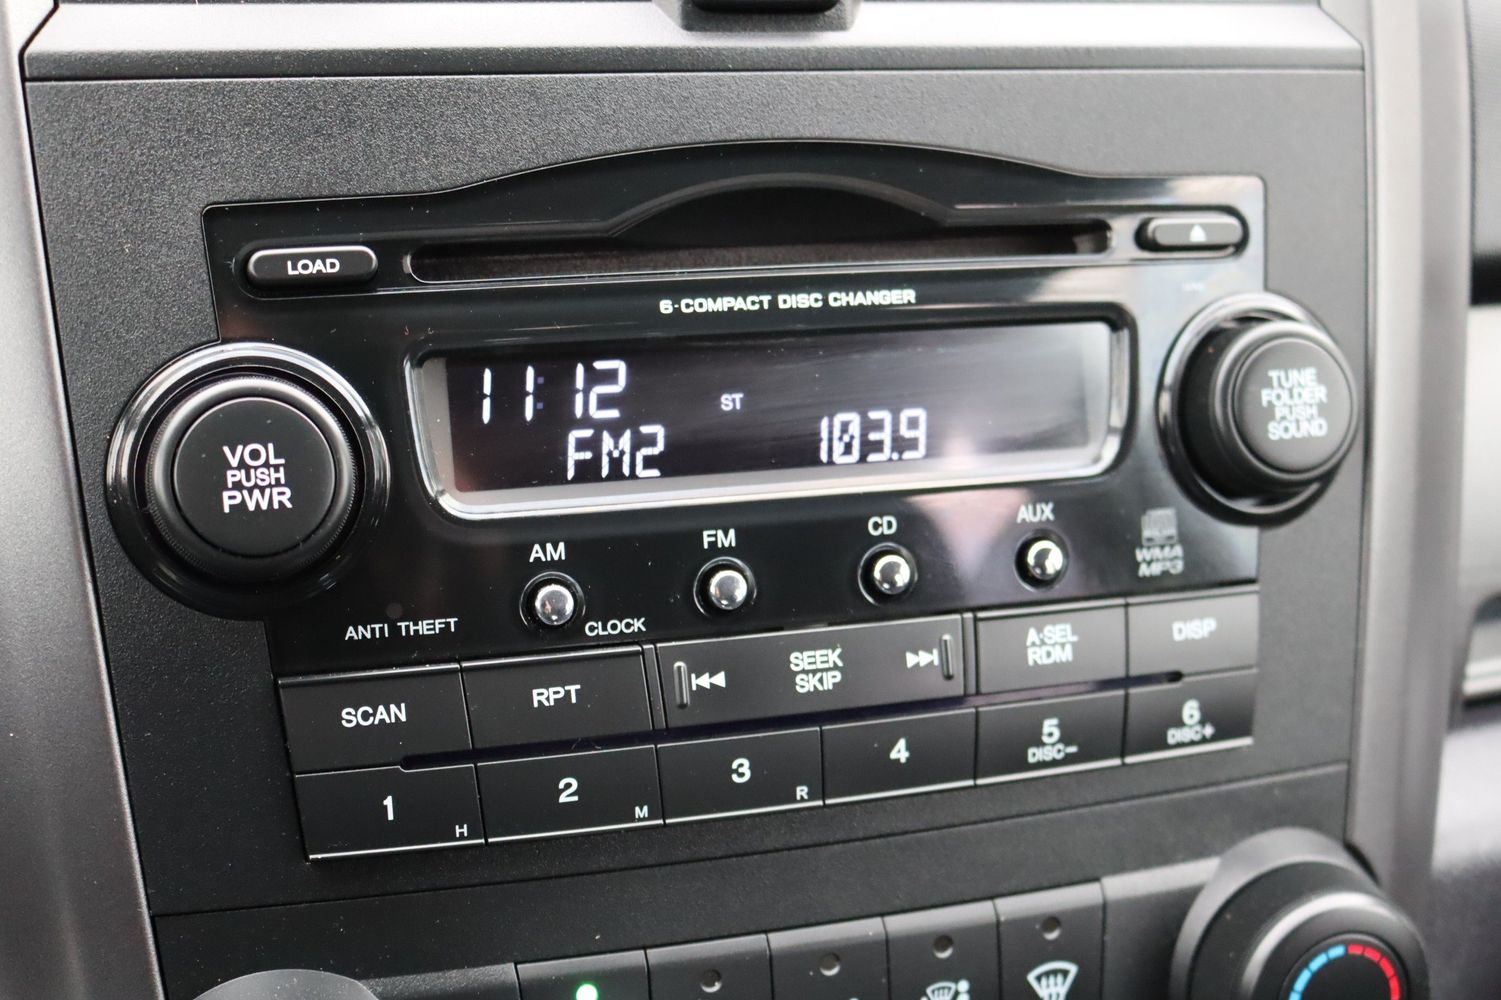 LOAD
6-COMPACT DISC CHANGER
11:12
ST
FM2
103.9
VOL
PUSH
PWR
TUNE
FOLDER
PUSH
SOUND
AM
FM
CD
AUX
WMA
MP3
ANTI THEFT
CLOCK
SCAN
RPT
SEEK
SKIP
A·SEL
RDM
DISP
1
H
2
M
3
R
4
5
DISC−
6
DISC+